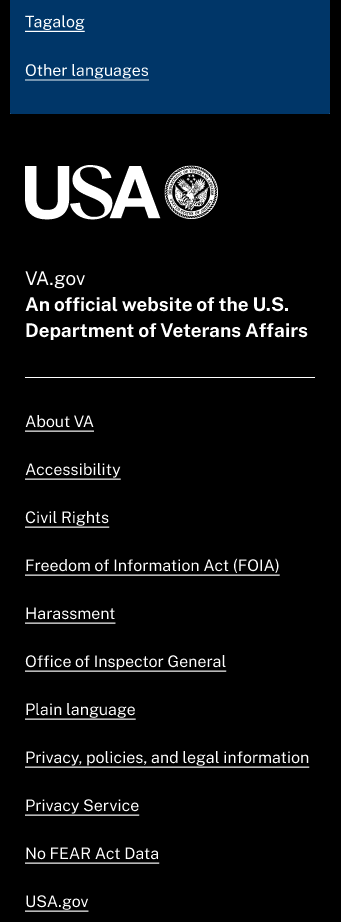 Tagalog
Other languages
USA
VA.gov
An official website of the U.S.
Department of Veterans Affairs
About VA
Accessibility
Civil Rights
Freedom of Information Act (FOIA)
Harassment
Office of Inspector General
Plain language
Privacy, policies, and legal information
Privacy Service
No FEAR Act Data
USA.gov